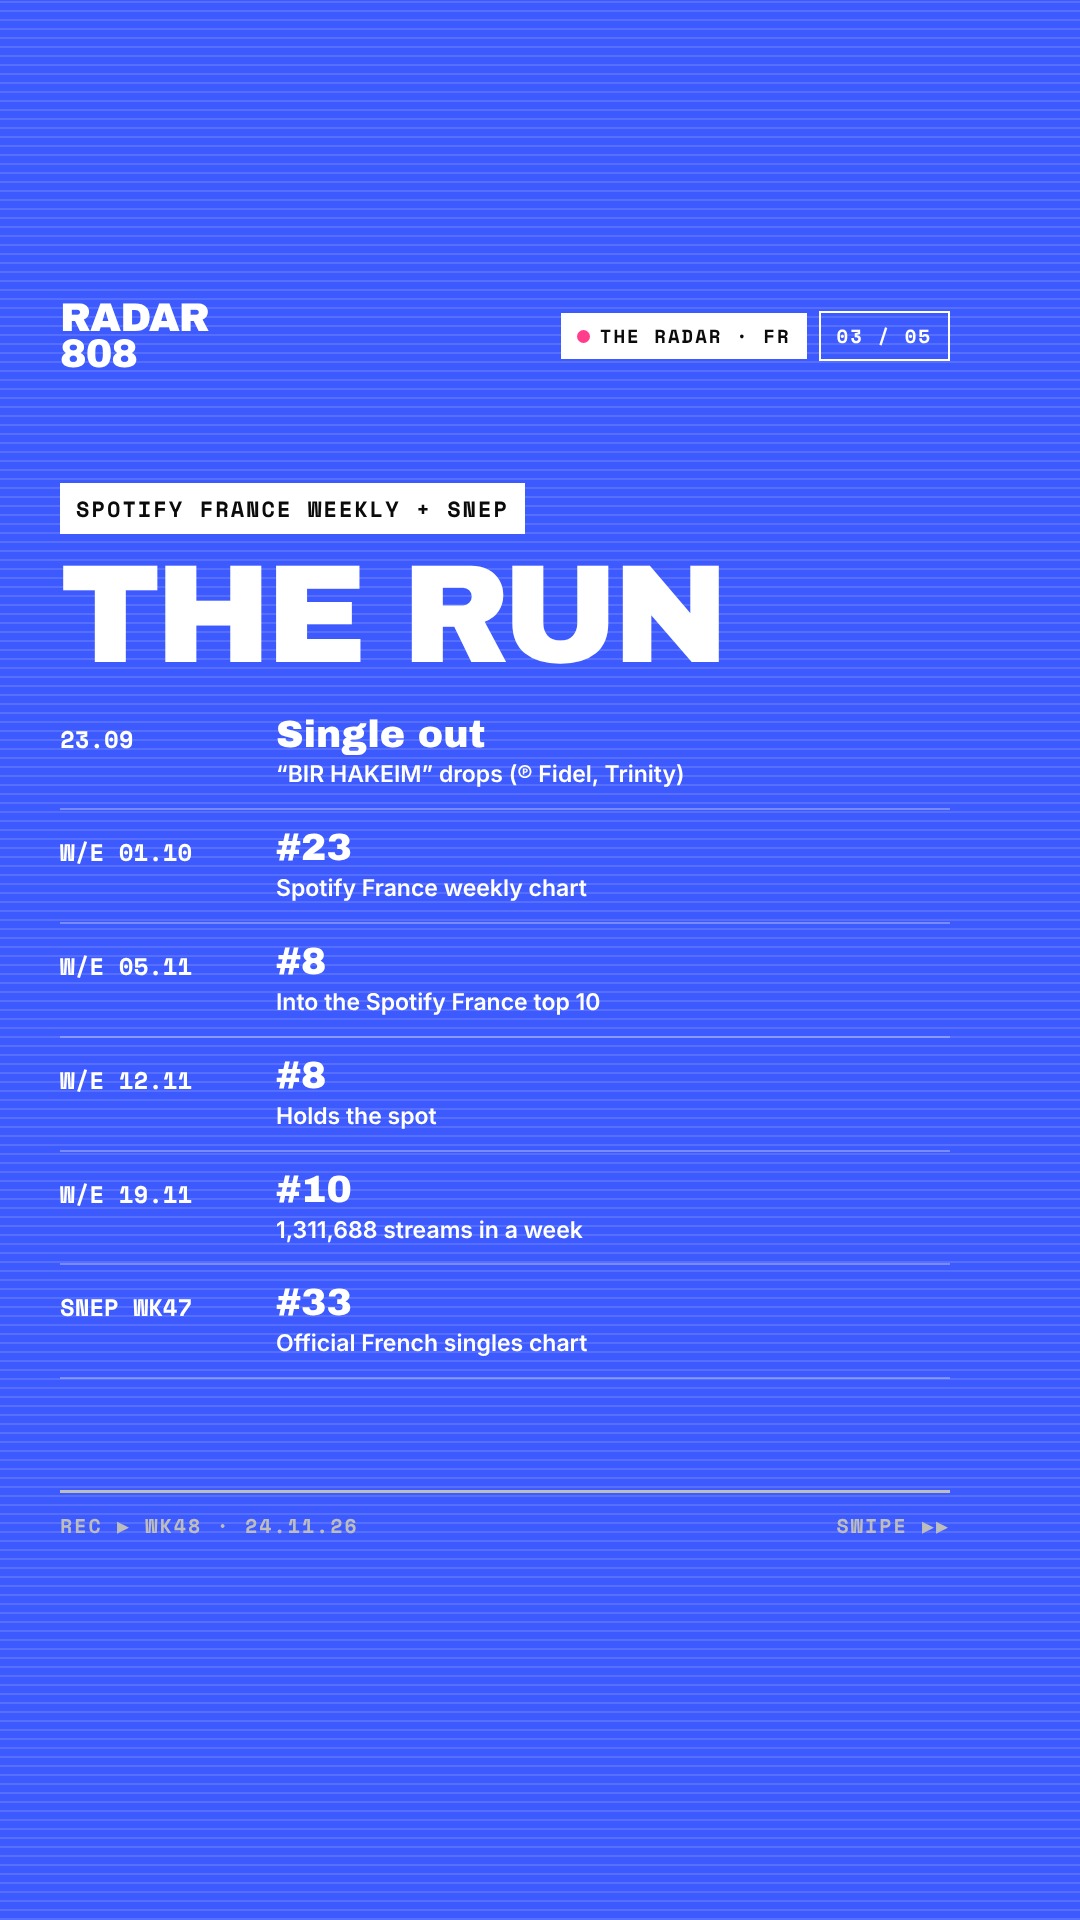 RADAR
808
THE RADAR · FR
03 / 05
SPOTIFY FRANCE WEEKLY + SNEP
THE RUN
23.09
Single out
“BIR HAKEIM” drops (℗ Fidel, Trinity)
W/E 01.10
#23
Spotify France weekly chart
W/E 05.11
#8
Into the Spotify France top 10
W/E 12.11
#8
Holds the spot
W/E 19.11
#10
1,311,688 streams in a week
SNEP WK47
#33
Official French singles chart
REC ▶ WK48 · 24.11.26
SWIPE ▶▶